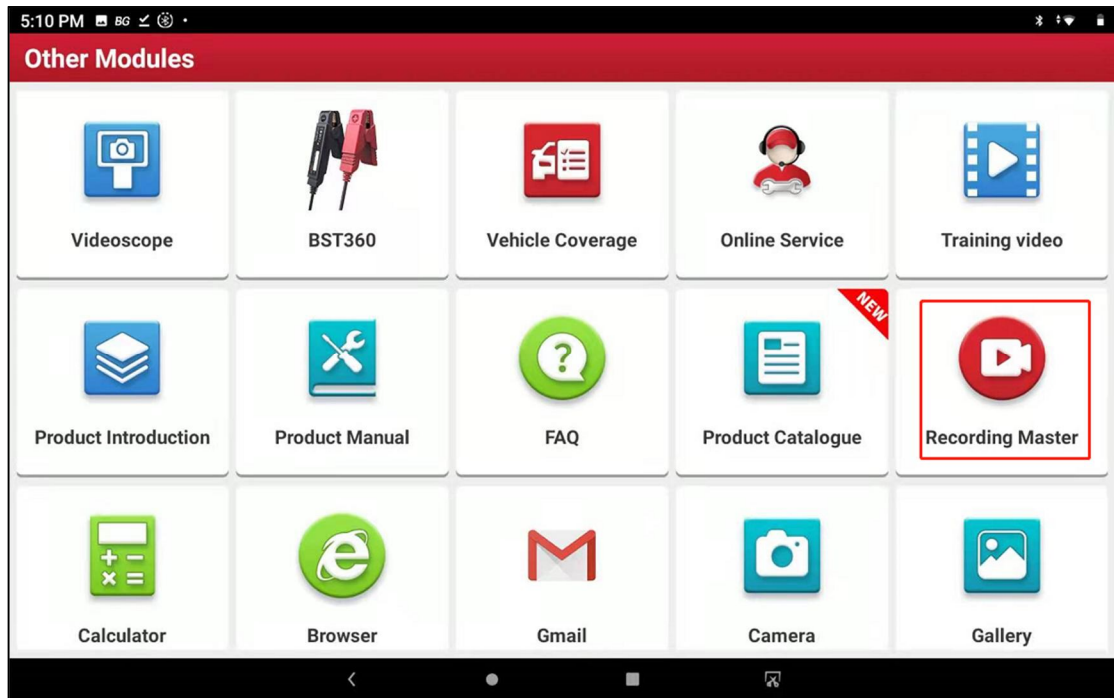 5:10 PM BG
Other Modules
Videoscope
BST360
Vehicle Coverage
Online Service
Training video
NEW
Product Introduction
Product Manual
FAQ
Product Catalogue
Recording Master
Calculator
Browser
Gmail
Camera
Gallery